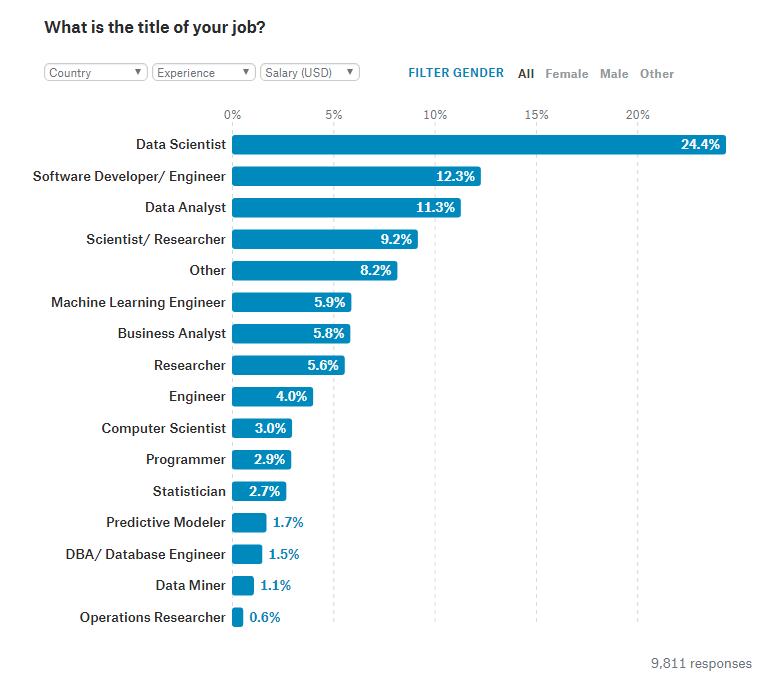 What is the title of your job?
Country ▼ Experience ▼ Salary (USD) ▼ FILTER GENDER All Female Male Other
0% 5% 10% 15% 20%
Data Scientist 24.4%
Software Developer/ Engineer 12.3%
Data Analyst 11.3%
Scientist/ Researcher 9.2%
Other 8.2%
Machine Learning Engineer 5.9%
Business Analyst 5.8%
Researcher 5.6%
Engineer 4.0%
Computer Scientist 3.0%
Programmer 2.9%
Statistician 2.7%
Predictive Modeler 1.7%
DBA/ Database Engineer 1.5%
Data Miner 1.1%
Operations Researcher 0.6%
9,811 responses